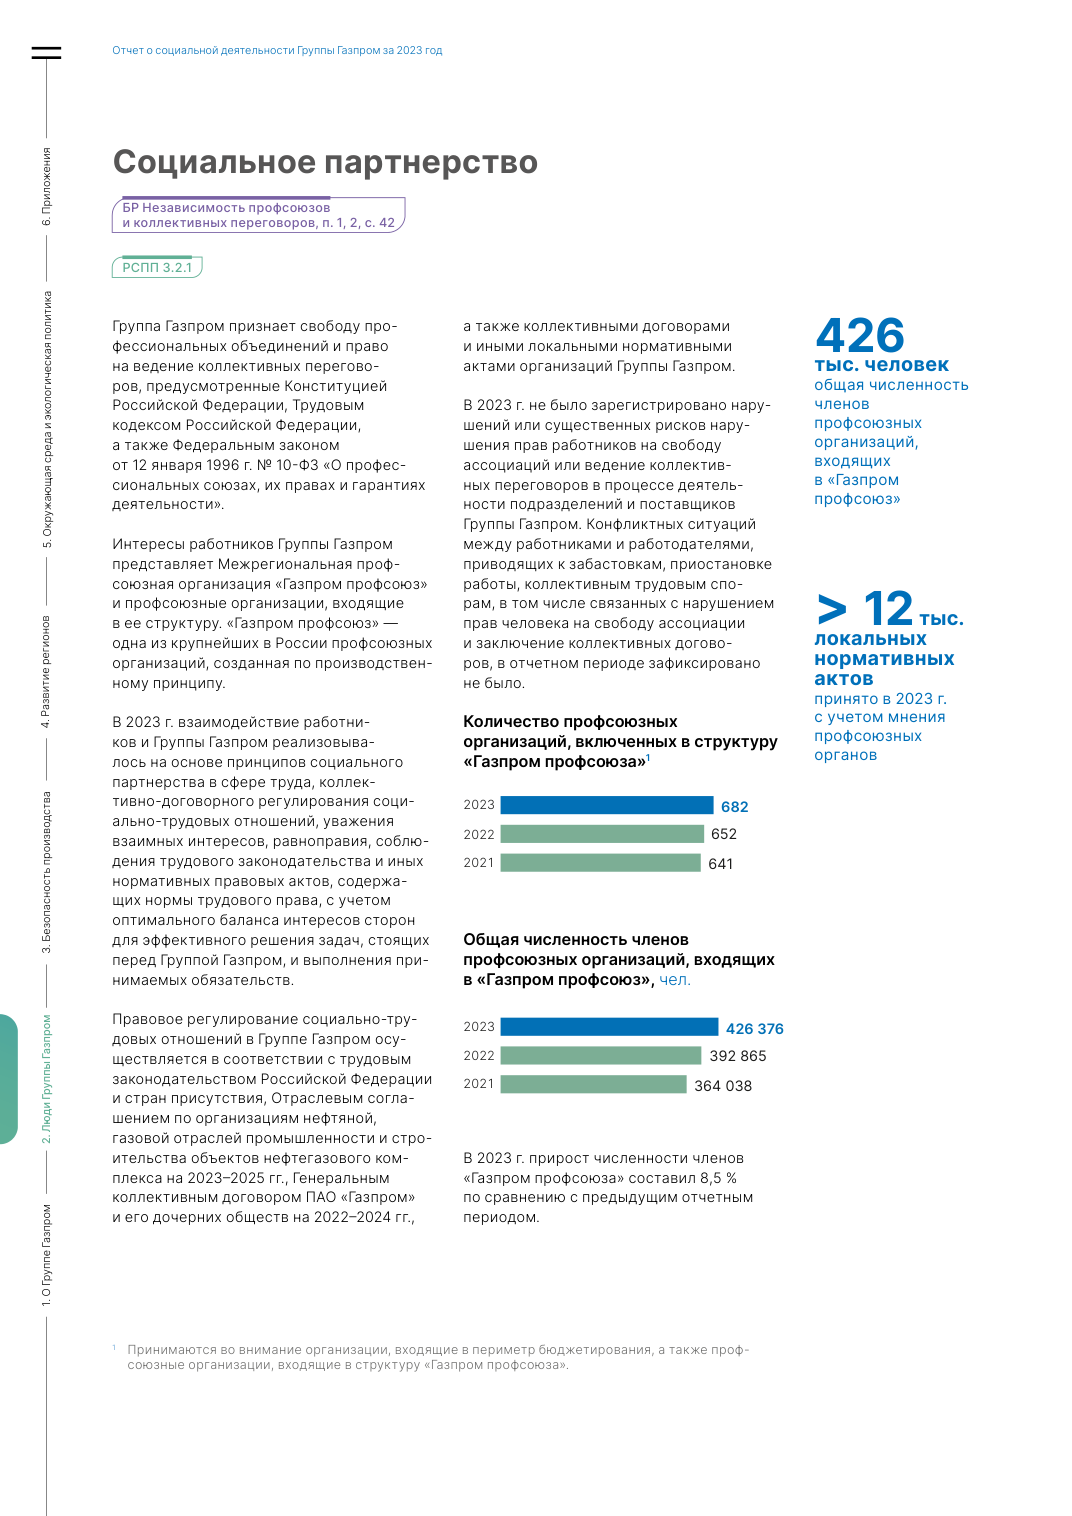 Отчет о социальной деятельности Группы Газпром за 2023 год
6. Приложения
5. Окружающая среда и экологическая политика
4. Развитие регионов
3. Безопасность производства
2. Люди Группы Газпром
1. О Группе Газпром
Социальное партнерство
БР Независимость профсоюзов
и коллективных переговоров, п. 1, 2, с. 42
РСПП 3.2.1
Группа Газпром признает свободу про-
фессиональных объединений и право
на ведение коллективных перегово-
ров, предусмотренные Конституцией
Российской Федерации, Трудовым
кодексом Российской Федерации,
а также Федеральным законом
от 12 января 1996 г. № 10-ФЗ «О профес-
сиональных союзах, их правах и гарантиях
деятельности».
Интересы работников Группы Газпром
представляет Межрегиональная проф-
союзная организация «Газпром профсоюз»
и профсоюзные организации, входящие
в ее структуру. «Газпром профсоюз» —
одна из крупнейших в России профсоюзных
организаций, созданная по производствен-
ному принципу.
В 2023 г. взаимодействие работни-
ков и Группы Газпром реализовыва-
лось на основе принципов социального
партнерства в сфере труда, коллек-
тивно-договорного регулирования соци-
ально-трудовых отношений, уважения
взаимных интересов, равноправия, соблю-
дения трудового законодательства и иных
нормативных правовых актов, содержа-
щих нормы трудового права, с учетом
оптимального баланса интересов сторон
для эффективного решения задач, стоящих
перед Группой Газпром, и выполнения при-
нимаемых обязательств.
Правовое регулирование социально-тру-
довых отношений в Группе Газпром осу-
ществляется в соответствии с трудовым
законодательством Российской Федерации
и стран присутствия, Отраслевым согла-
шением по организациям нефтяной,
газовой отраслей промышленности и стро-
ительства объектов нефтегазового ком-
плекса на 2023–2025 гг., Генеральным
коллективным договором ПАО «Газпром»
и его дочерних обществ на 2022–2024 гг.,
а также коллективными договорами
и иными локальными нормативными
актами организаций Группы Газпром.
В 2023 г. не было зарегистрировано нару-
шений или существенных рисков нару-
шения прав работников на свободу
ассоциаций или ведение коллектив-
ных переговоров в процессе деятель-
ности подразделений и поставщиков
Группы Газпром. Конфликтных ситуаций
между работниками и работодателями,
приводящих к забастовкам, приостановке
работы, коллективным трудовым спо-
рам, в том числе связанных с нарушением
прав человека на свободу ассоциации
и заключение коллективных догово-
ров, в отчетном периоде зафиксировано
не было.
Количество профсоюзных
организаций, включенных в структуру
«Газпром профсоюза»¹
2023 682
2022 652
2021 641
Общая численность членов
профсоюзных организаций, входящих
в «Газпром профсоюз», чел.
2023 426 376
2022 392 865
2021 364 038
В 2023 г. прирост численности членов
«Газпром профсоюза» составил 8,5 %
по сравнению с предыдущим отчетным
периодом.
426
тыс. человек
общая численность
членов
профсоюзных
организаций,
входящих
в «Газпром
профсоюз»
> 12 тыс.
локальных
нормативных
актов
принято в 2023 г.
с учетом мнения
профсоюзных
органов
¹ Принимаются во внимание организации, входящие в периметр бюджетирования, а также проф-
союзные организации, входящие в структуру «Газпром профсоюза».